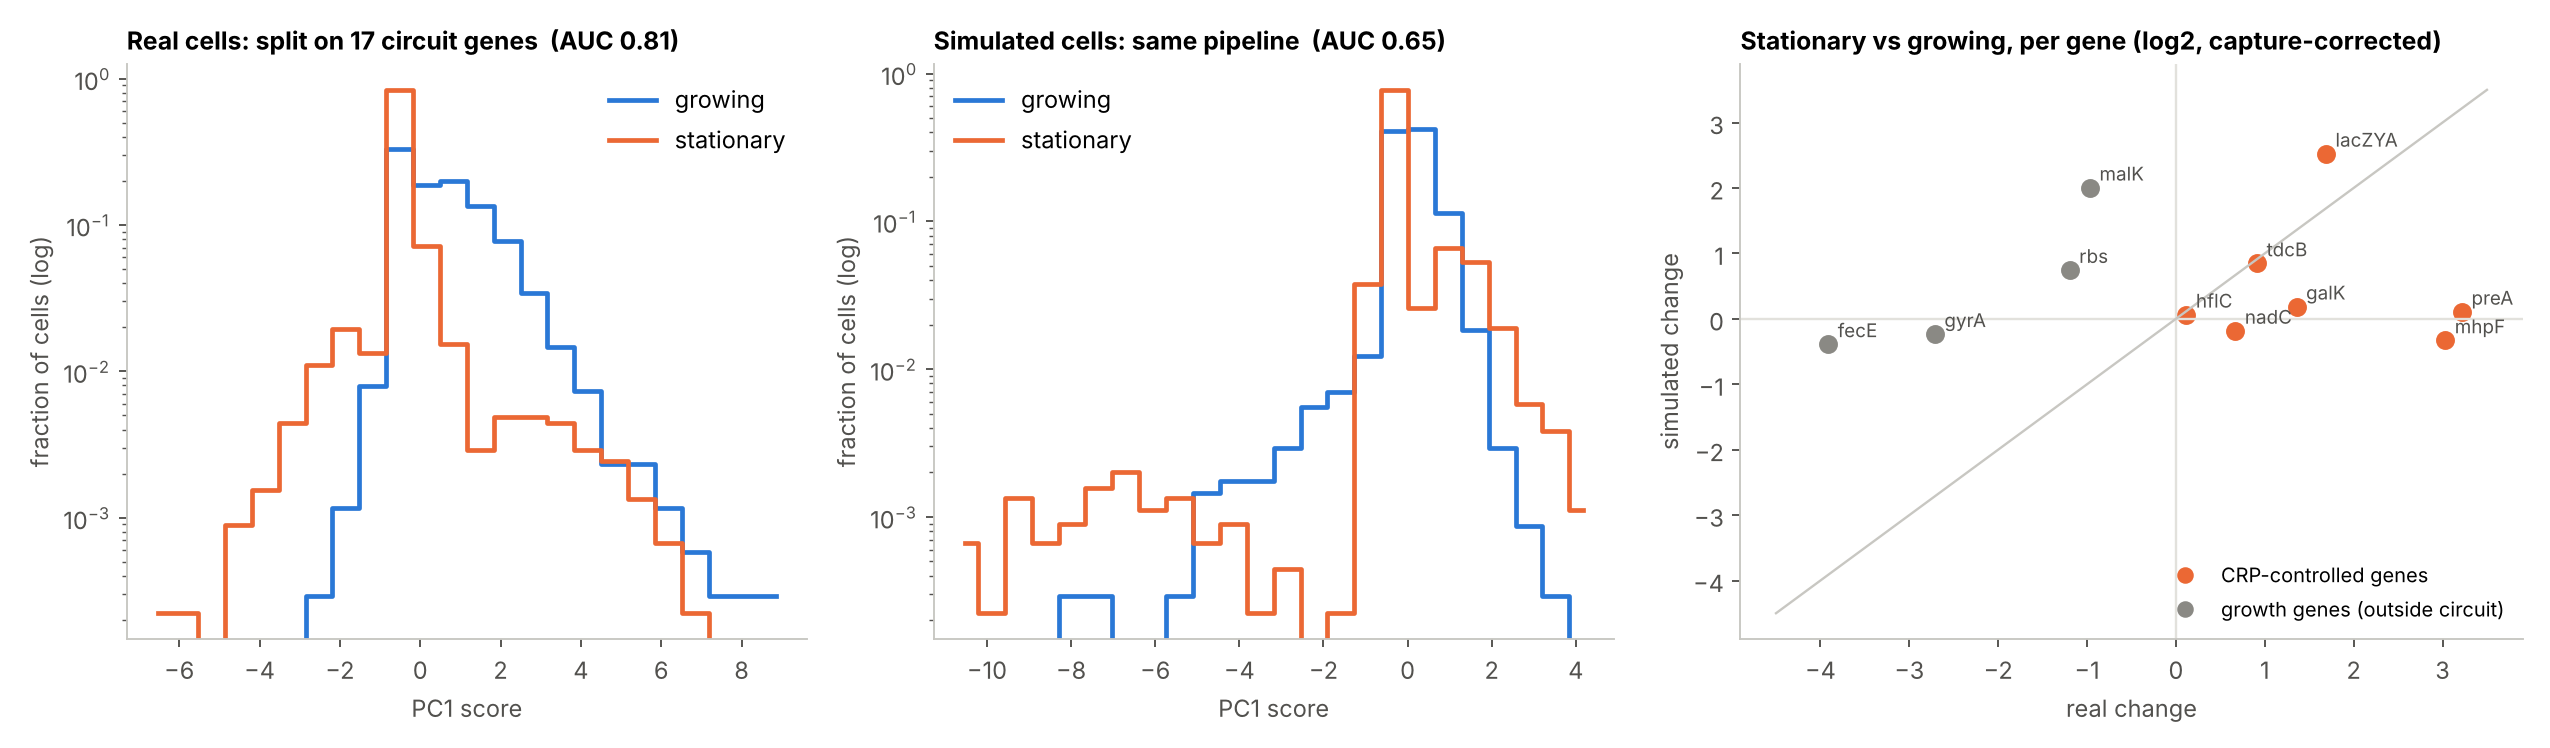 Real cells: split on 17 circuit genes  (AUC 0.81)
10⁰
10⁻¹
10⁻²
10⁻³
fraction of cells (log)
growing
stationary
−6
−4
−2
0
2
4
6
8
PC1 score
Simulated cells: same pipeline  (AUC 0.65)
10⁰
10⁻¹
10⁻²
10⁻³
fraction of cells (log)
growing
stationary
−10
−8
−6
−4
−2
0
2
4
PC1 score
Stationary vs growing, per gene (log2, capture-corrected)
3
2
1
0
−1
−2
−3
−4
simulated change
lacZYA
malK
rbs
tdcB
hflC
galK
preA
nadC
mhpF
gyrA
fecE
CRP-controlled genes
growth genes (outside circuit)
−4
−3
−2
−1
0
1
2
3
real change